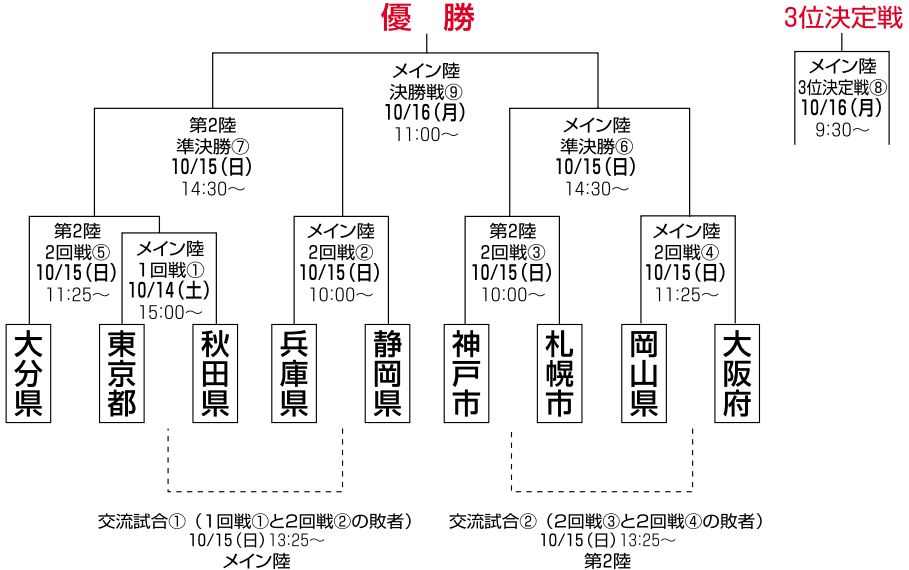 優 勝
3位決定戦
メイン陸
決勝戦⑨
10/16(月)
11:00〜
メイン陸
3位決定戦⑧
10/16(月)
9:30〜
第2陸
準決勝⑦
10/15(日)
14:30〜
メイン陸
準決勝⑥
10/15(日)
14:30〜
第2陸
2回戦⑤
10/15(日)
11:25〜
メイン陸
1回戦①
10/14(土)
15:00〜
メイン陸
2回戦②
10/15(日)
10:00〜
第2陸
2回戦③
10/15(日)
10:00〜
メイン陸
2回戦④
10/15(日)
11:25〜
大分県
東京都
秋田県
兵庫県
静岡県
神戸市
札幌市
岡山県
大阪府
交流試合①(1回戦①と2回戦②の敗者)
10/15(日)13:25〜
メイン陸
交流試合②(2回戦③と2回戦④の敗者)
10/15(日)13:25〜
第2陸